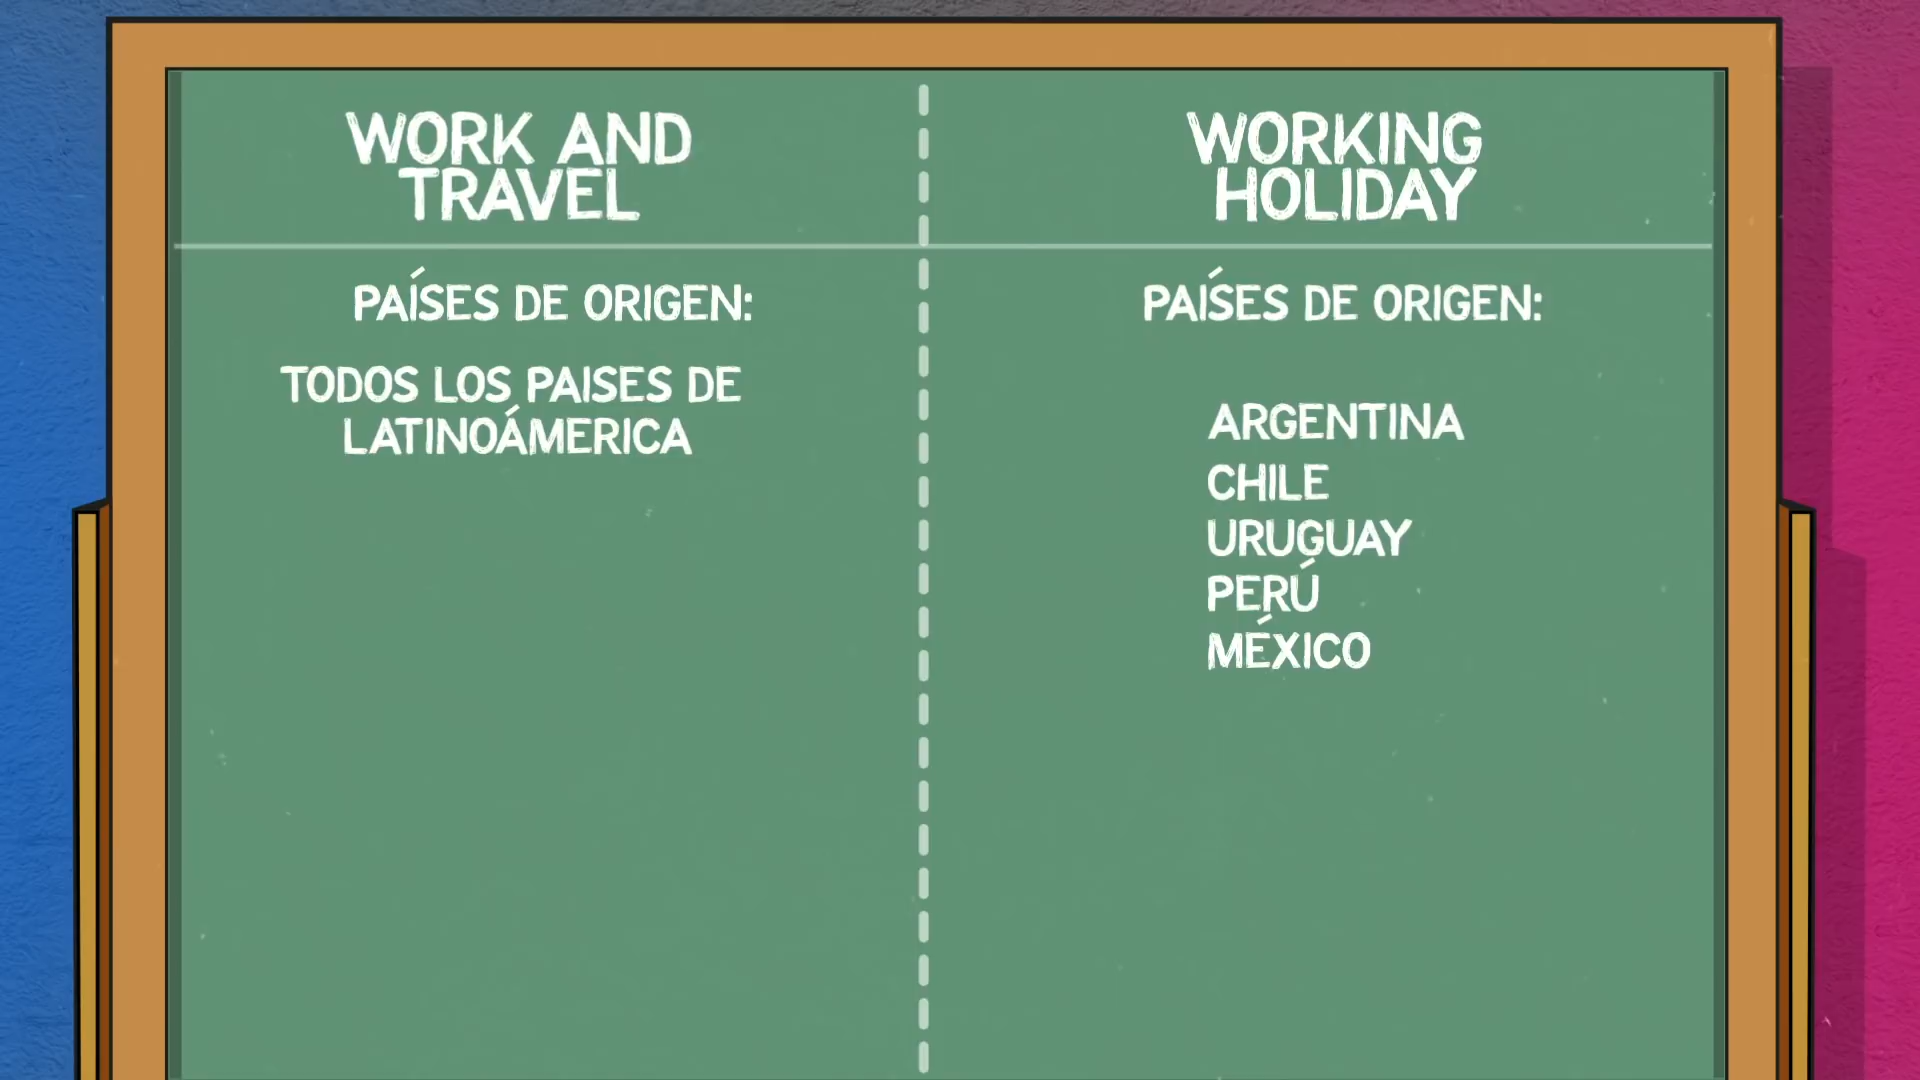 WORK AND
TRAVEL
PAÍSES DE ORIGEN:
TODOS LOS PAISES DE
LATINOÁMERICA
WORKING
HOLIDAY
PAÍSES DE ORIGEN:
ARGENTINA
CHILE
URUGUAY
PERÚ
MÉXICO